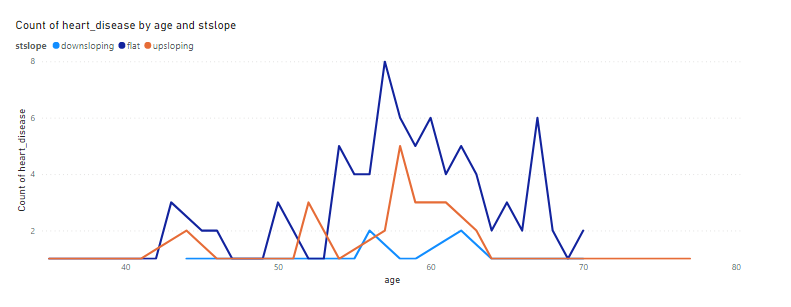 Count of heart_disease by age and stslope
stslope downsloping flat upsloping
8
6
4
2
Count of heart_disease
40 50 60 70 80
age